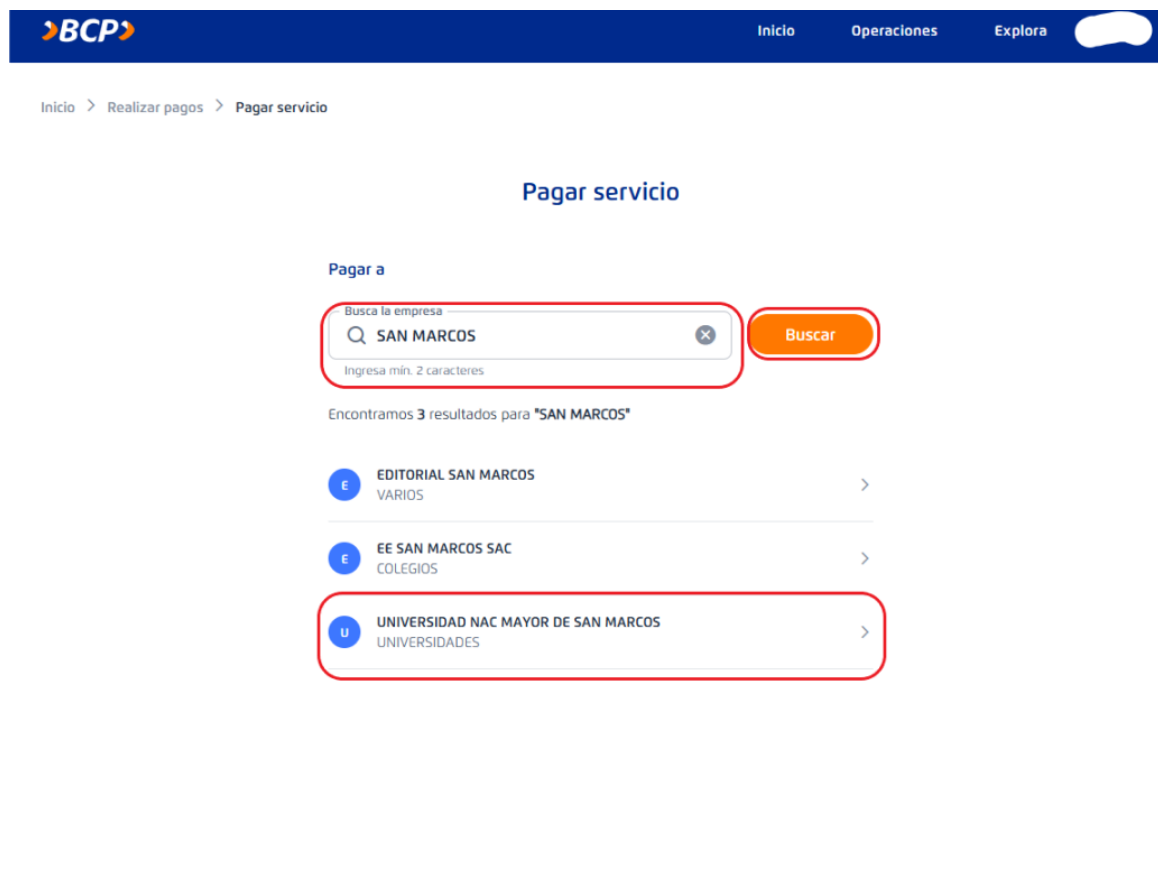 BCP
Inicio Operaciones Explora
Inicio > Realizar pagos > Pagar servicio
Pagar servicio
Pagar a
Busca la empresa
SAN MARCOS
Buscar
Ingresa mín. 2 caracteres
Encontramos 3 resultados para "SAN MARCOS"
E
EDITORIAL SAN MARCOS
VARIOS
E
EE SAN MARCOS SAC
COLEGIOS
U
UNIVERSIDAD NAC MAYOR DE SAN MARCOS
UNIVERSIDADES